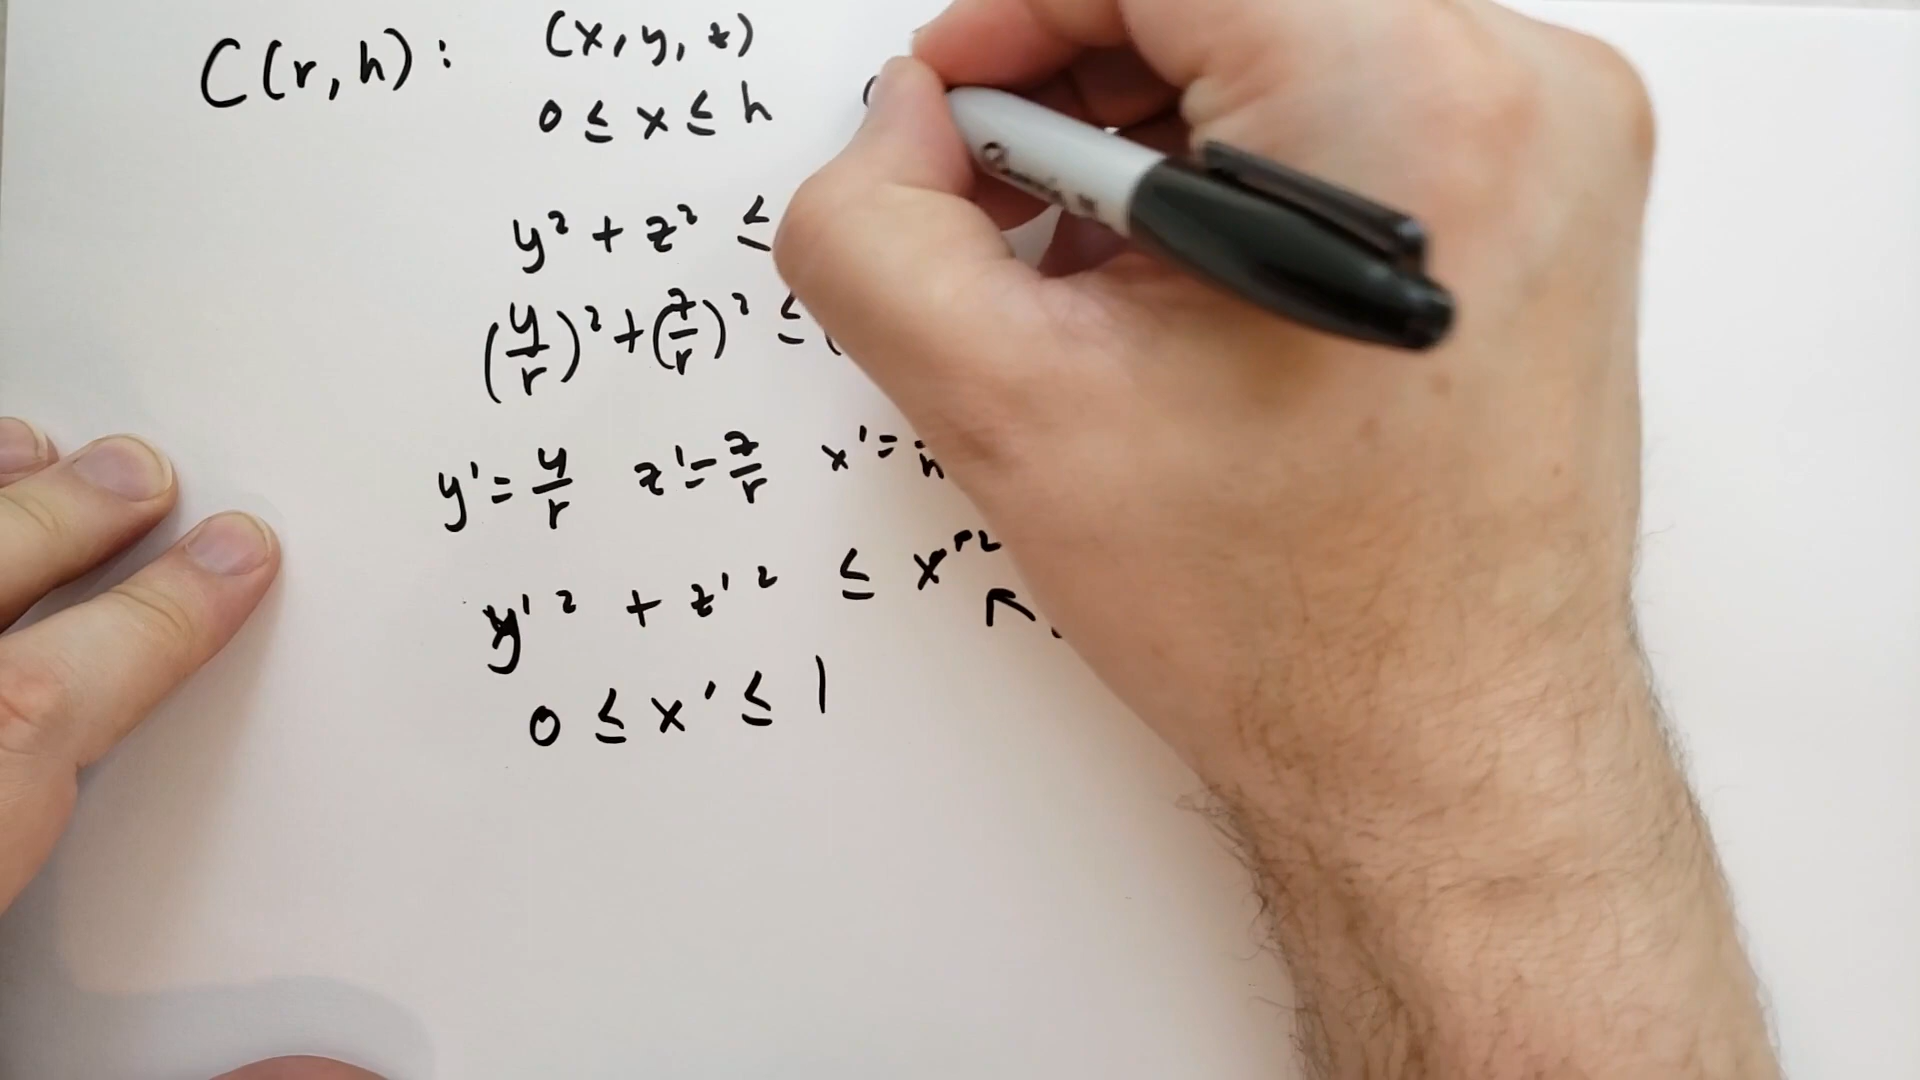 C(r, h): (x, y, z)
0 ≤ x ≤ h
y² + z² ≤
(y/r)² + (z/r)² ≤
y' = y/r z' = z/r x' =
y'² + z'² ≤ x'²
0 ≤ x' ≤ 1